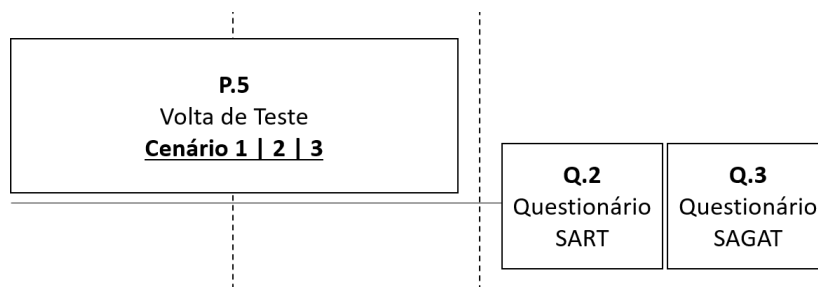 P.5
Volta de Teste
Cenário 1 | 2 | 3
Q.2
Questionário
SART
Q.3
Questionário
SAGAT